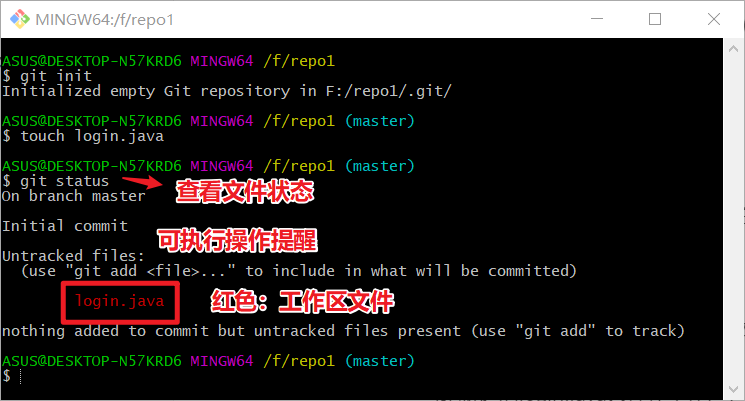 MINGW64:/f/repo1
ASUS@DESKTOP-N57KRD6 MINGW64 /f/repo1
$ git init
Initialized empty Git repository in F:/repo1/.git/
ASUS@DESKTOP-N57KRD6 MINGW64 /f/repo1 (master)
$ touch login.java
ASUS@DESKTOP-N57KRD6 MINGW64 /f/repo1 (master)
$ git status
查看文件状态
On branch master
Initial commit
可执行操作提醒
Untracked files:
(use "git add <file>..." to include in what will be committed)
login.java
红色：工作区文件
nothing added to commit but untracked files present (use "git add" to track)
ASUS@DESKTOP-N57KRD6 MINGW64 /f/repo1 (master)
$